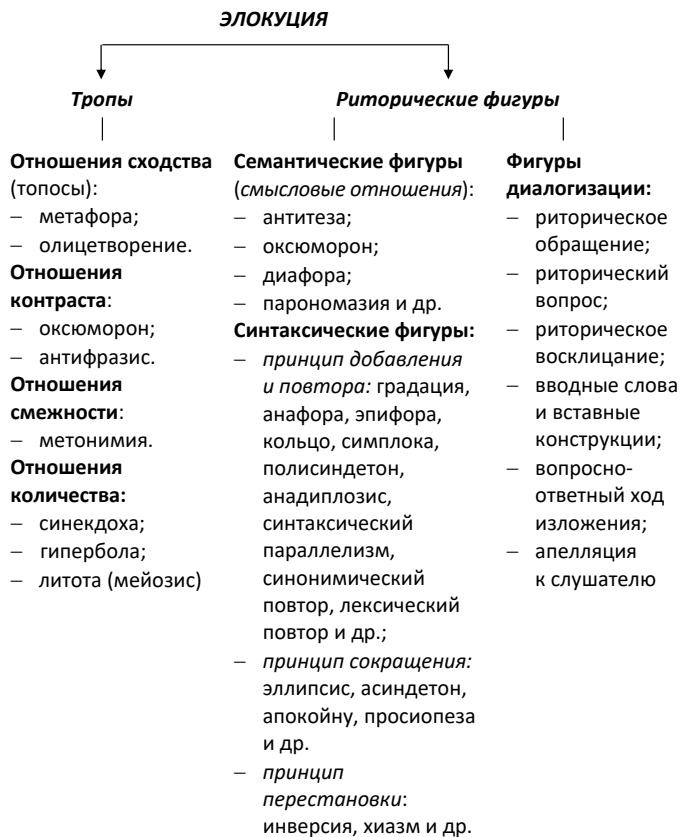 ЭЛОКУЦИЯ
Тропы
Риторические фигуры
Отношения сходства
(топосы):
– метафора;
– олицетворение.
Отношения
контраста:
– оксюморон;
– антифразис.
Отношения
смежности:
– метонимия.
Отношения
количества:
– синекдоха;
– гипербола;
– литота (мейозис)
Семантические фигуры
(смысловые отношения):
– антитеза;
– оксюморон;
– диафора;
– парономазия и др.
Синтаксические фигуры:
– принцип добавления
и повтора: градация,
анафора, эпифора,
кольцо, симплока,
полисиндетон,
анадиплозис,
синтаксический
параллелизм,
синонимический
повтор, лексический
повтор и др.;
– принцип сокращения:
эллипсис, асиндетон,
апокойну, просиопеза
и др.
– принцип
перестановки:
инверсия, хиазм и др.
Фигуры
диалогизации:
– риторическое
обращение;
– риторический
вопрос;
– риторическое
восклицание;
– вводные слова
и вставные
конструкции;
– вопросно-
ответный ход
изложения;
– апелляция
к слушателю